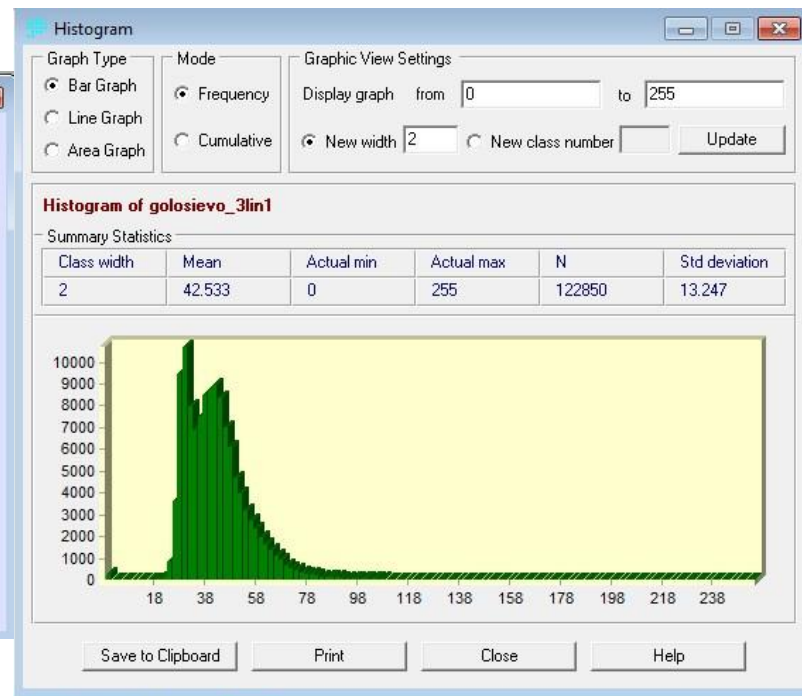 Histogram
Graph Type
Bar Graph
Line Graph
Area Graph
Mode
Frequency
Cumulative
Graphic View Settings
Display graph from 0 to 255
New width 2 New class number Update
Histogram of golosievo_3lin1
Summary Statistics
Class width Mean Actual min Actual max N Std deviation
2 42.533 0 255 122850 13.247
10000
9000
8000
7000
6000
5000
4000
3000
2000
1000
0
18 38 58 78 98 118 138 158 178 198 218 238
Save to Clipboard Print Close Help